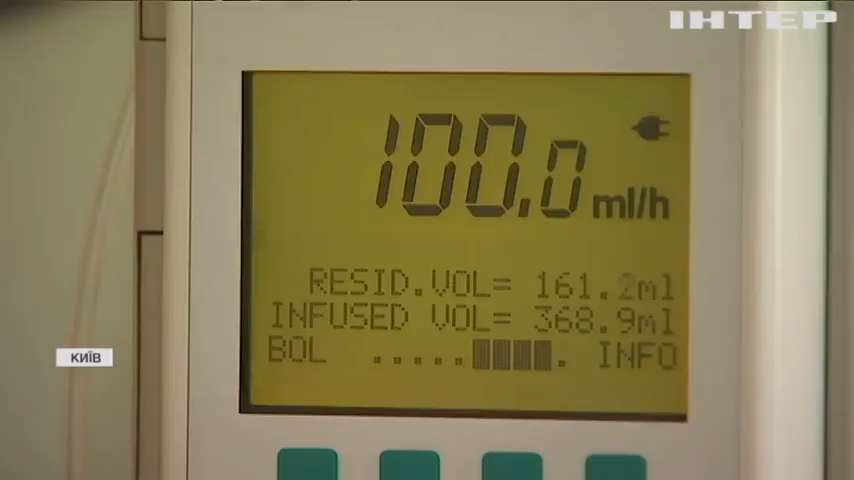 ІНТЕР
100.0 ml/h
RESID.VOL= 161.2ml
INFUSED VOL= 368.9ml
BOL INFO
КИЇВ